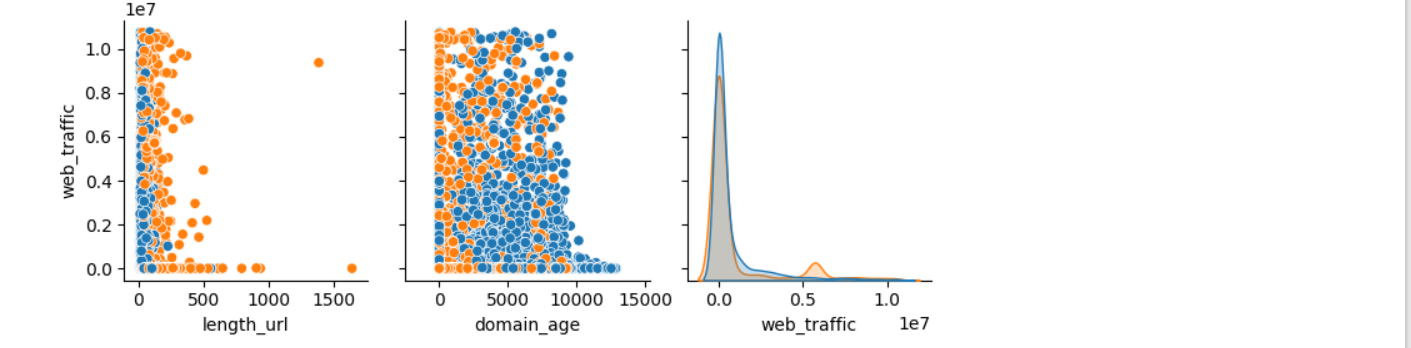 1e7
1.0
0.8
0.6
0.4
0.2
0.0
web_traffic
0 500 1000 1500
length_url
0 5000 10000 15000
domain_age
0.0 0.5 1.0
web_traffic 1e7